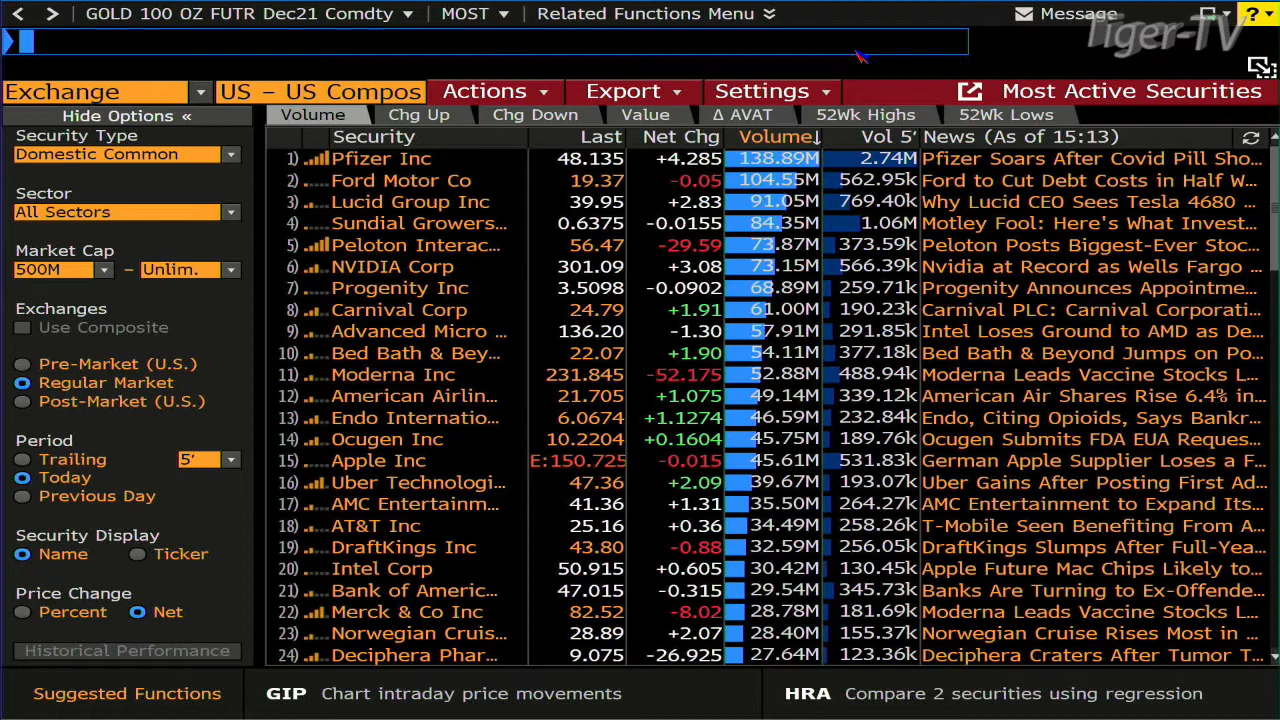 GOLD 100 OZ FUTR Dec21 Comdty MOST Related Functions Menu Message ?
Tiger-TV
Exchange US – US Compos Actions Export Settings Most Active Securities
Hide Options «
Volume Chg Up Chg Down Value Δ AVAT 52Wk Highs 52Wk Lows
Security Type
Domestic Common
Sector
All Sectors
Market Cap
500M – Unlim.
Exchanges
Use Composite
Pre-Market (U.S.)
Regular Market
Post-Market (U.S.)
Period
Trailing 5'
Today
Previous Day
Security Display
Name Ticker
Price Change
Percent Net
Historical Performance
Security Last Net Chg Volume↓ Vol 5' News (As of 15:13)
1) Pfizer Inc 48.135 +4.285 138.89M 2.74M Pfizer Soars After Covid Pill Sho...
2) Ford Motor Co 19.37 -0.05 104.55M 562.95k Ford to Cut Debt Costs in Half W...
3) Lucid Group Inc 39.95 +2.83 91.05M 769.40k Why Lucid CEO Sees Tesla 4680 ...
4) Sundial Growers... 0.6375 -0.0155 84.35M 1.06M Motley Fool: Here's What Invest...
5) Peloton Interac... 56.47 -29.59 73.87M 373.59k Peloton Posts Biggest-Ever Stoc...
6) NVIDIA Corp 301.09 +3.08 73.15M 566.39k Nvidia at Record as Wells Fargo ...
7) Progenity Inc 3.5098 -0.0902 68.89M 259.71k Progenity Announces Appointme...
8) Carnival Corp 24.79 +1.91 61.00M 190.23k Carnival PLC: Carnival Corporati...
9) Advanced Micro ... 136.20 -1.30 57.91M 291.85k Intel Loses Ground to AMD as De...
10) Bed Bath & Bey... 22.07 +1.90 54.11M 377.18k Bed Bath & Beyond Jumps on Po...
11) Moderna Inc 231.845 -52.175 52.88M 488.94k Moderna Leads Vaccine Stocks L...
12) American Airlin... 21.705 +1.075 49.14M 339.12k American Air Shares Rise 6.4% in...
13) Endo Internatio... 6.0674 +1.1274 46.59M 232.84k Endo, Citing Opioids, Says Bankr...
14) Ocugen Inc 10.2204 +0.1604 45.75M 189.76k Ocugen Submits FDA EUA Reques...
15) Apple Inc E:150.725 -0.015 45.61M 531.83k German Apple Supplier Loses a F...
16) Uber Technologi... 47.36 +2.09 39.67M 193.07k Uber Gains After Posting First Ad...
17) AMC Entertainm... 41.36 +1.31 35.50M 264.27k AMC Entertainment to Expand Its...
18) AT&T Inc 25.16 +0.36 34.49M 258.26k T-Mobile Seen Benefiting From A...
19) DraftKings Inc 43.80 -0.88 32.59M 256.05k DraftKings Slumps After Full-Yea...
20) Intel Corp 50.915 +0.605 30.42M 130.45k Apple Future Mac Chips Likely to...
21) Bank of Americ... 47.015 -0.315 29.54M 345.73k Banks Are Turning to Ex-Offende...
22) Merck & Co Inc 82.52 -8.02 28.78M 181.69k Moderna Leads Vaccine Stocks L...
23) Norwegian Cruis... 28.89 +2.07 28.40M 155.37k Norwegian Cruise Rises Most in ...
24) Deciphera Phar... 9.075 -26.925 27.64M 123.36k Deciphera Craters After Tumor T...
Suggested Functions GIP Chart intraday price movements HRA Compare 2 securities using regression